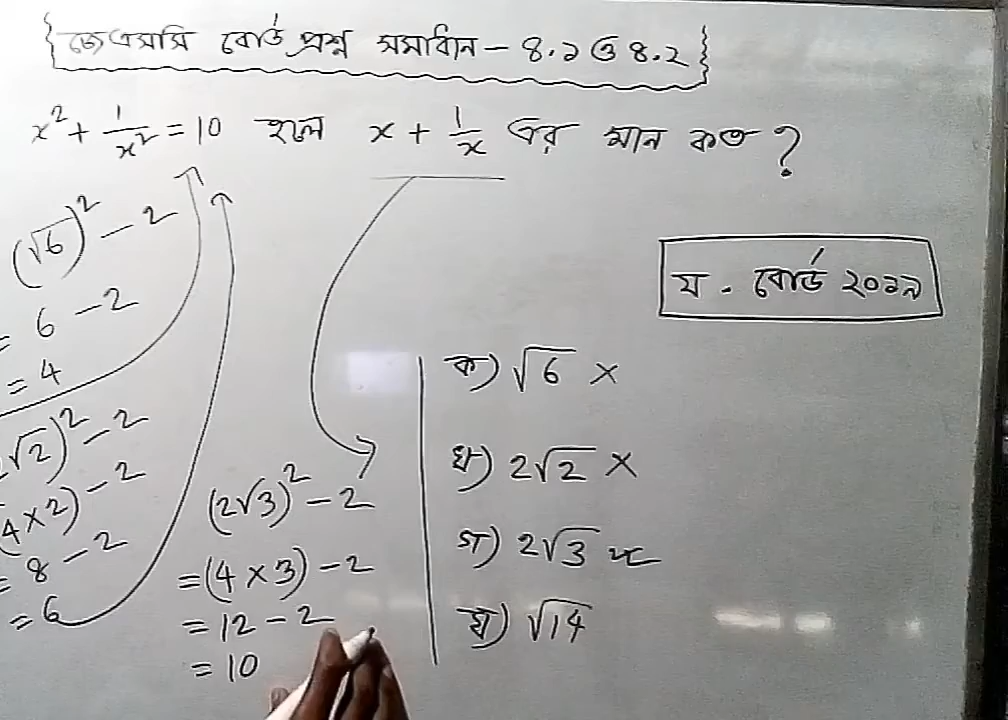 {জেএসসি বোর্ড প্রশ্ন সমাধান - ৪.১ ও ৪.২}
x² + 1/x² = 10 হলে x + 1/x এর মান কত?
য. বোর্ড ২০১৯
(√6)² - 2
= 6 - 2
= 4
2√2)² - 2
(4 × 2) - 2
= 8 - 2
= 6
(2√3)² - 2
= (4 × 3) - 2
= 12 - 2
= 10
ক) √6 ×
খ) 2√2 ×
গ) 2√3
ঘ) √14